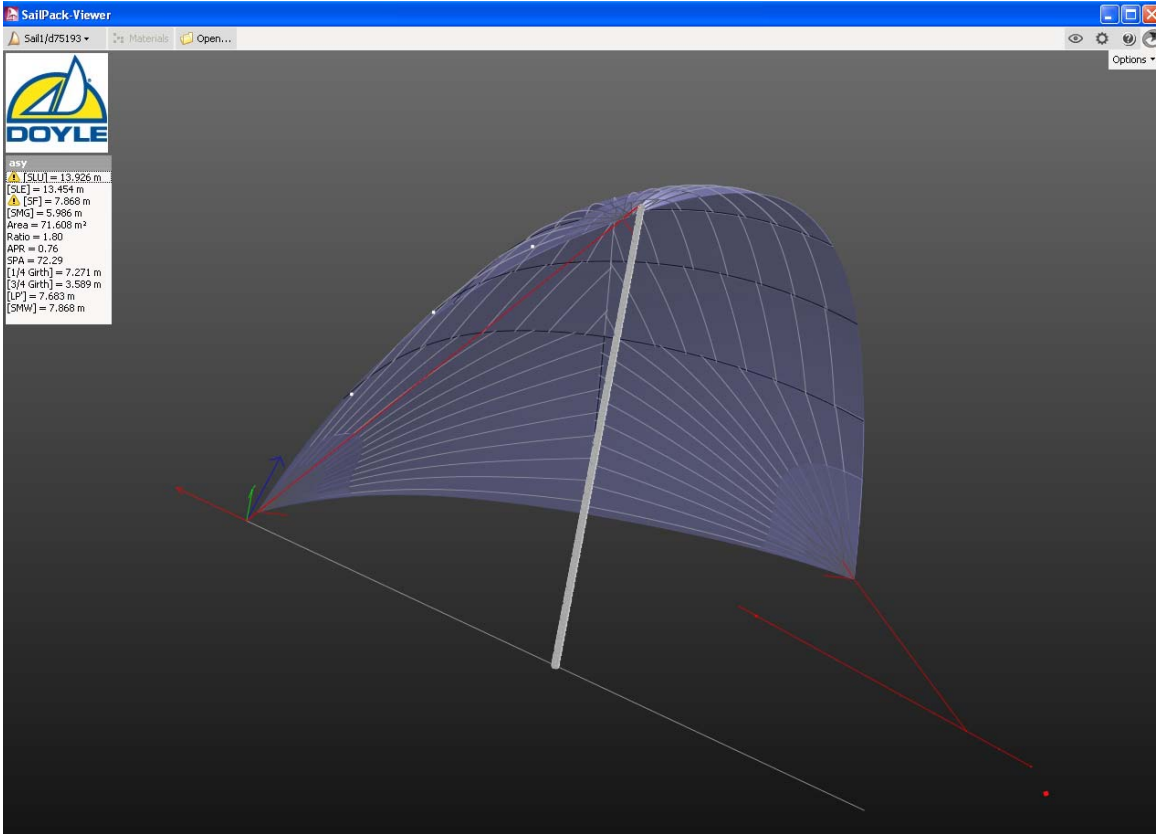 SailPack-Viewer
Sail1/d75193
Materials
Open...
Options
DOYLE
asy
[SLU] = 13.926 m
[SLE] = 13.454 m
[SF] = 7.868 m
[SMG] = 5.986 m
Area = 71.608 m²
Ratio = 1.80
APR = 0.76
SPA = 72.29
[1/4 Girth] = 7.271 m
[3/4 Girth] = 3.589 m
[LP'] = 7.683 m
[SMW] = 7.868 m